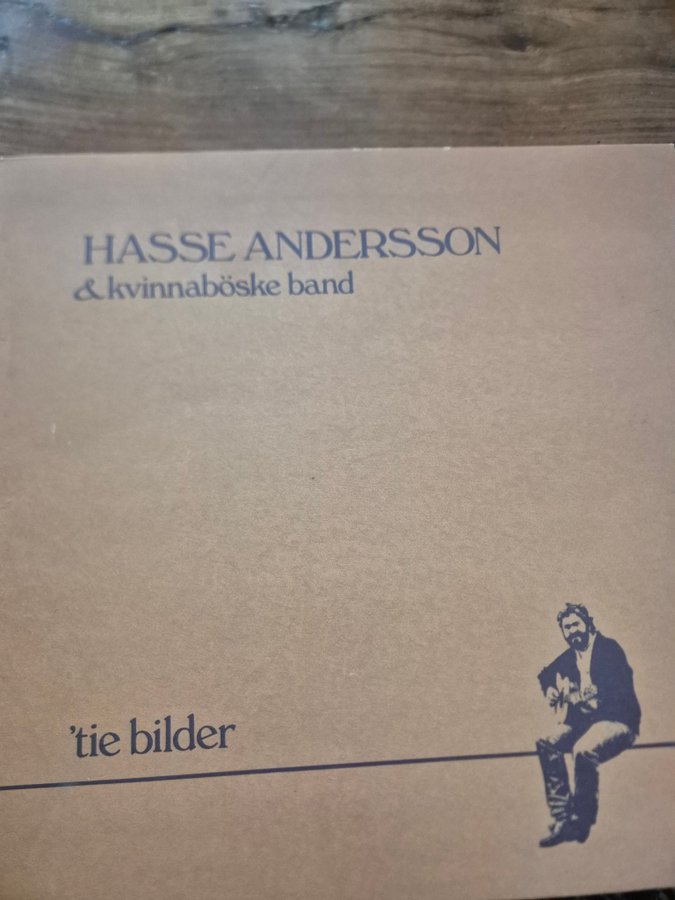 HASSE ANDERSSON
& kvinnaböske band
'tie bilder